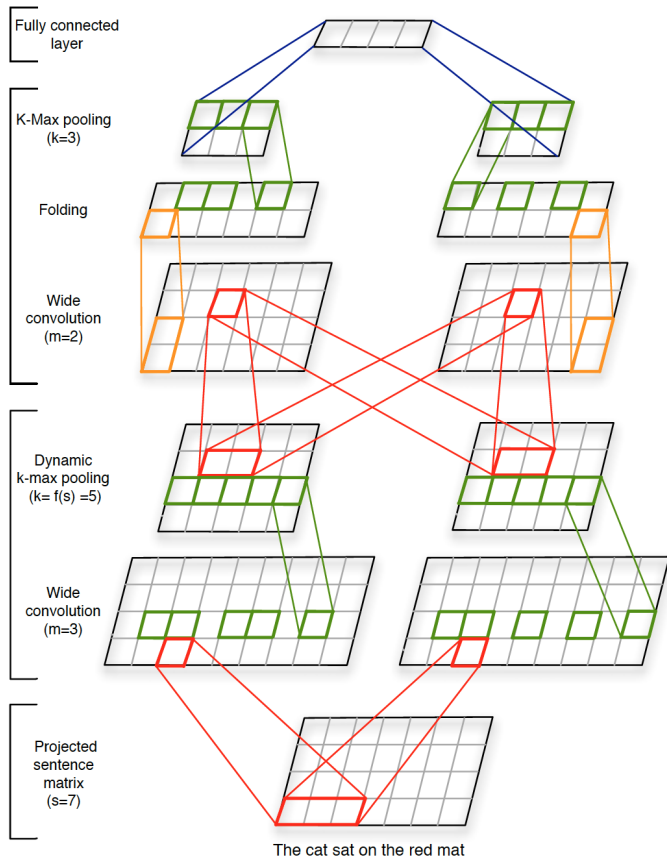 Fully connected
layer
K-Max pooling
(k=3)
Folding
Wide
convolution
(m=2)
Dynamic
k-max pooling
(k= f(s) =5)
Wide
convolution
(m=3)
Projected
sentence
matrix
(s=7)
The cat sat on the red mat